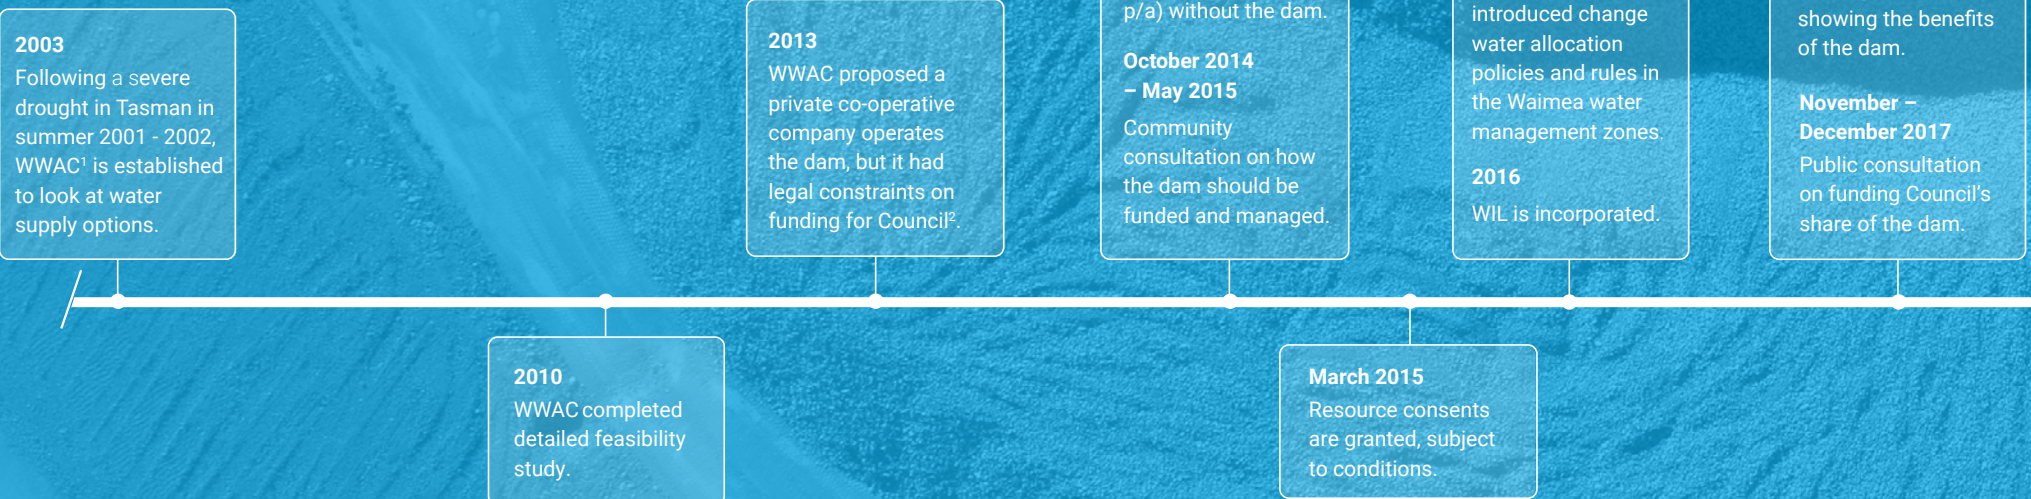 2003
Following a severe
drought in Tasman in
summer 2001 - 2002,
WWAC¹ is established
to look at water
supply options.
2010
WWAC completed
detailed feasibility
study.
2013
WWAC proposed a
private co-operative
company operates
the dam, but it had
legal constraints on
funding for Council².
p/a) without the dam.
October 2014
– May 2015
Community
consultation on how
the dam should be
funded and managed.
March 2015
Resource consents
are granted, subject
to conditions.
introduced change
water allocation
policies and rules in
the Waimea water
management zones.
2016
WIL is incorporated.
showing the benefits
of the dam.
November –
December 2017
Public consultation
on funding Council's
share of the dam.